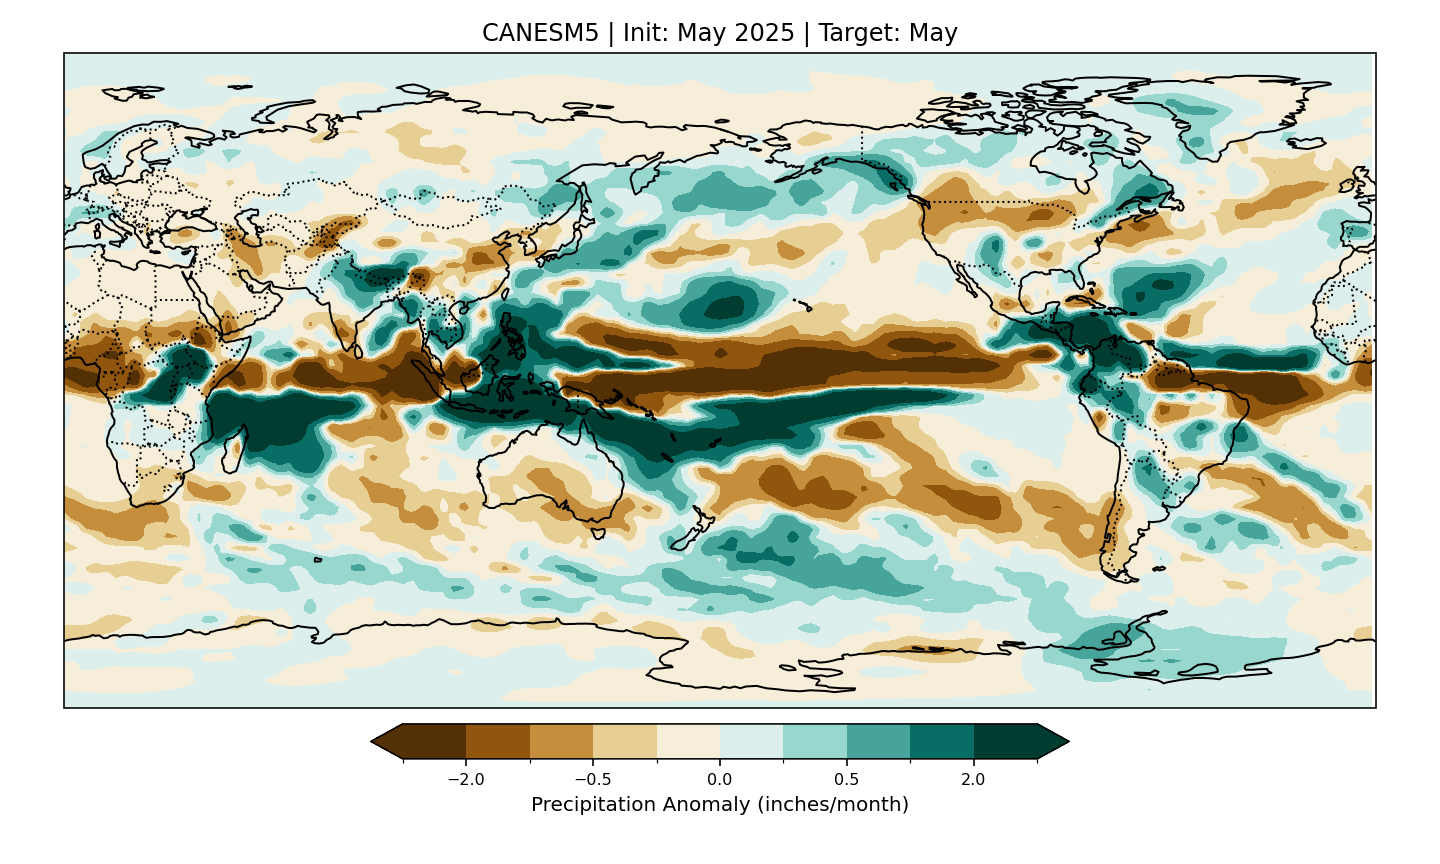 CANESM5 | Init: May 2025 | Target: May
−2.0 −0.5 0.0 0.5 2.0
Precipitation Anomaly (inches/month)